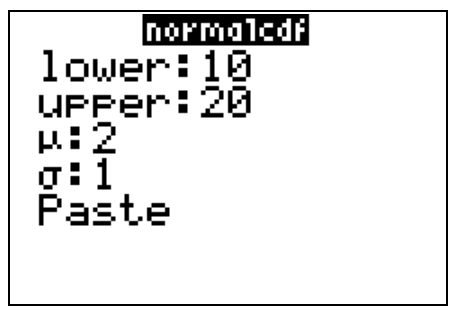 normalcdf
lower:10
upper:20
μ:2
σ:1
Paste